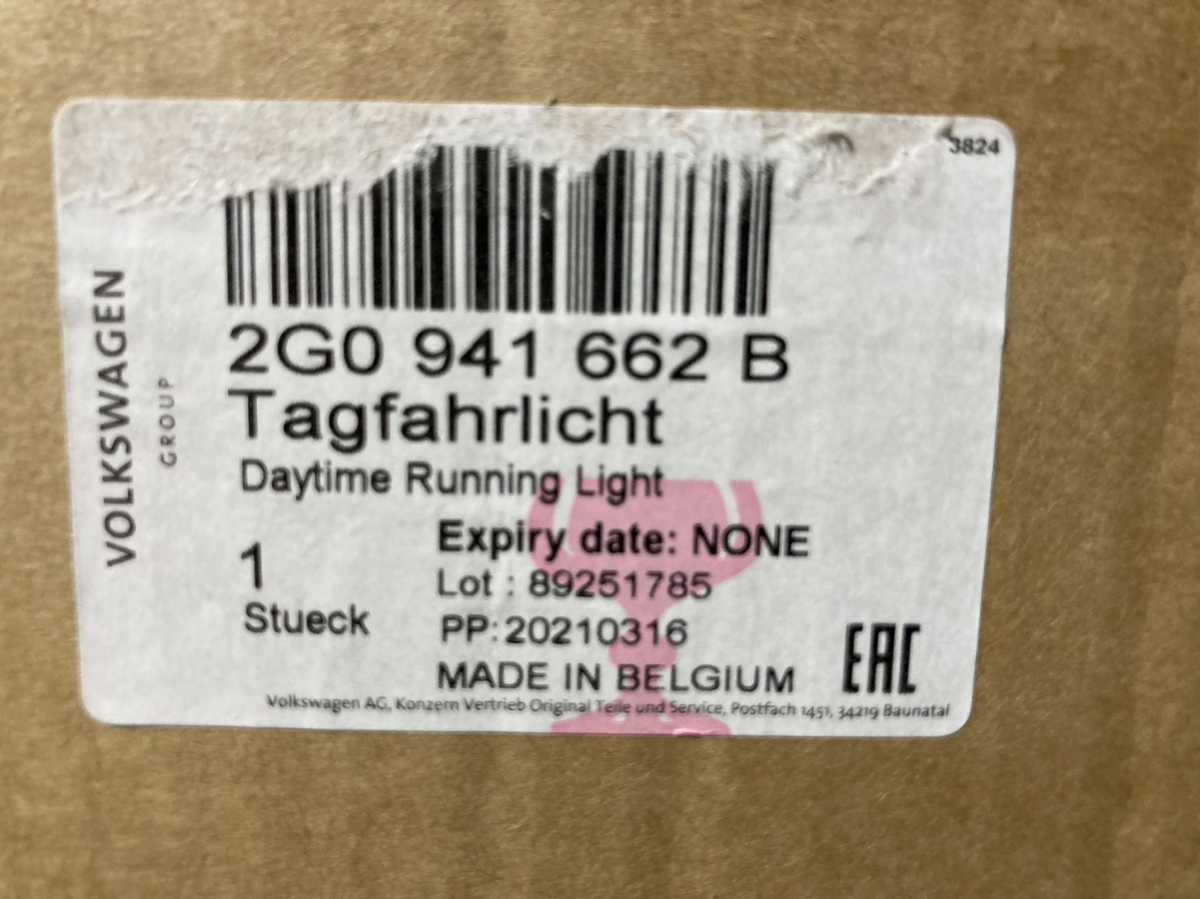 3824
VOLKSWAGEN
GROUP
2G0 941 662 B
Tagfahrlicht
Daytime Running Light
Expiry date: NONE
1
Lot : 89251785
Stueck
PP:20210316
MADE IN BELGIUM
EAC
Volkswagen AG, Konzern Vertrieb Original Teile und Service, Postfach 1451, 34219 Baunatal